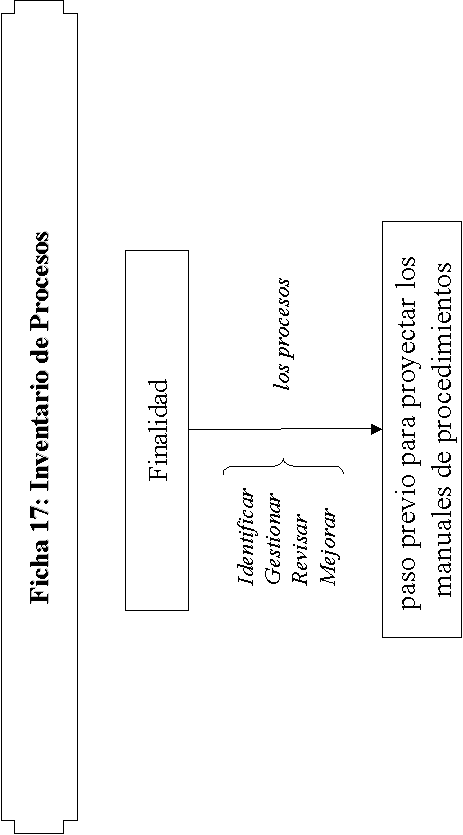 Ficha 17: Inventario de Procesos
Finalidad
Identificar
Gestionar
Revisar
Mejorar
los procesos
paso previo para proyectar los
manuales de procedimientos